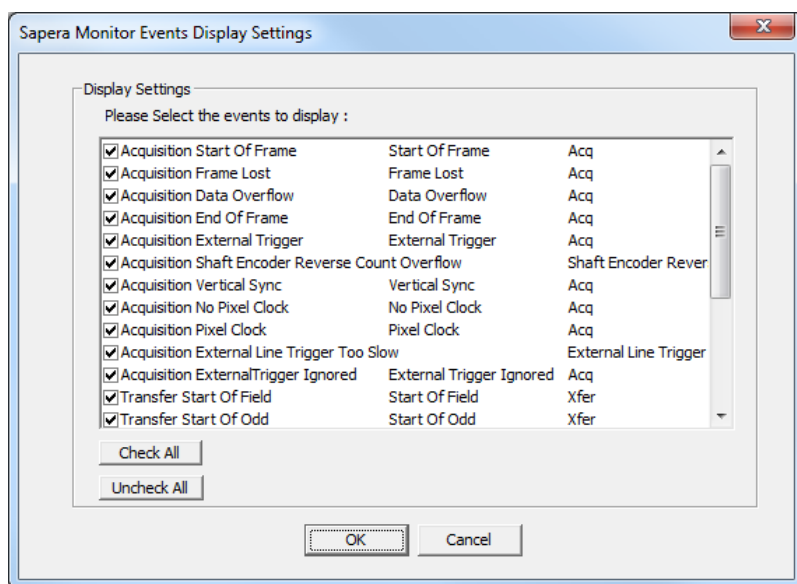 Sapera Monitor Events Display Settings
Display Settings
Please Select the events to display :
Acquisition Start Of Frame Start Of Frame Acq
Acquisition Frame Lost Frame Lost Acq
Acquisition Data Overflow Data Overflow Acq
Acquisition End Of Frame End Of Frame Acq
Acquisition External Trigger External Trigger Acq
Acquisition Shaft Encoder Reverse Count Overflow Shaft Encoder Rever
Acquisition Vertical Sync Vertical Sync Acq
Acquisition No Pixel Clock No Pixel Clock Acq
Acquisition Pixel Clock Pixel Clock Acq
Acquisition External Line Trigger Too Slow External Line Trigger
Acquisition ExternalTrigger Ignored External Trigger Ignored Acq
Transfer Start Of Field Start Of Field Xfer
Transfer Start Of Odd Start Of Odd Xfer
Check All
Uncheck All
OK Cancel